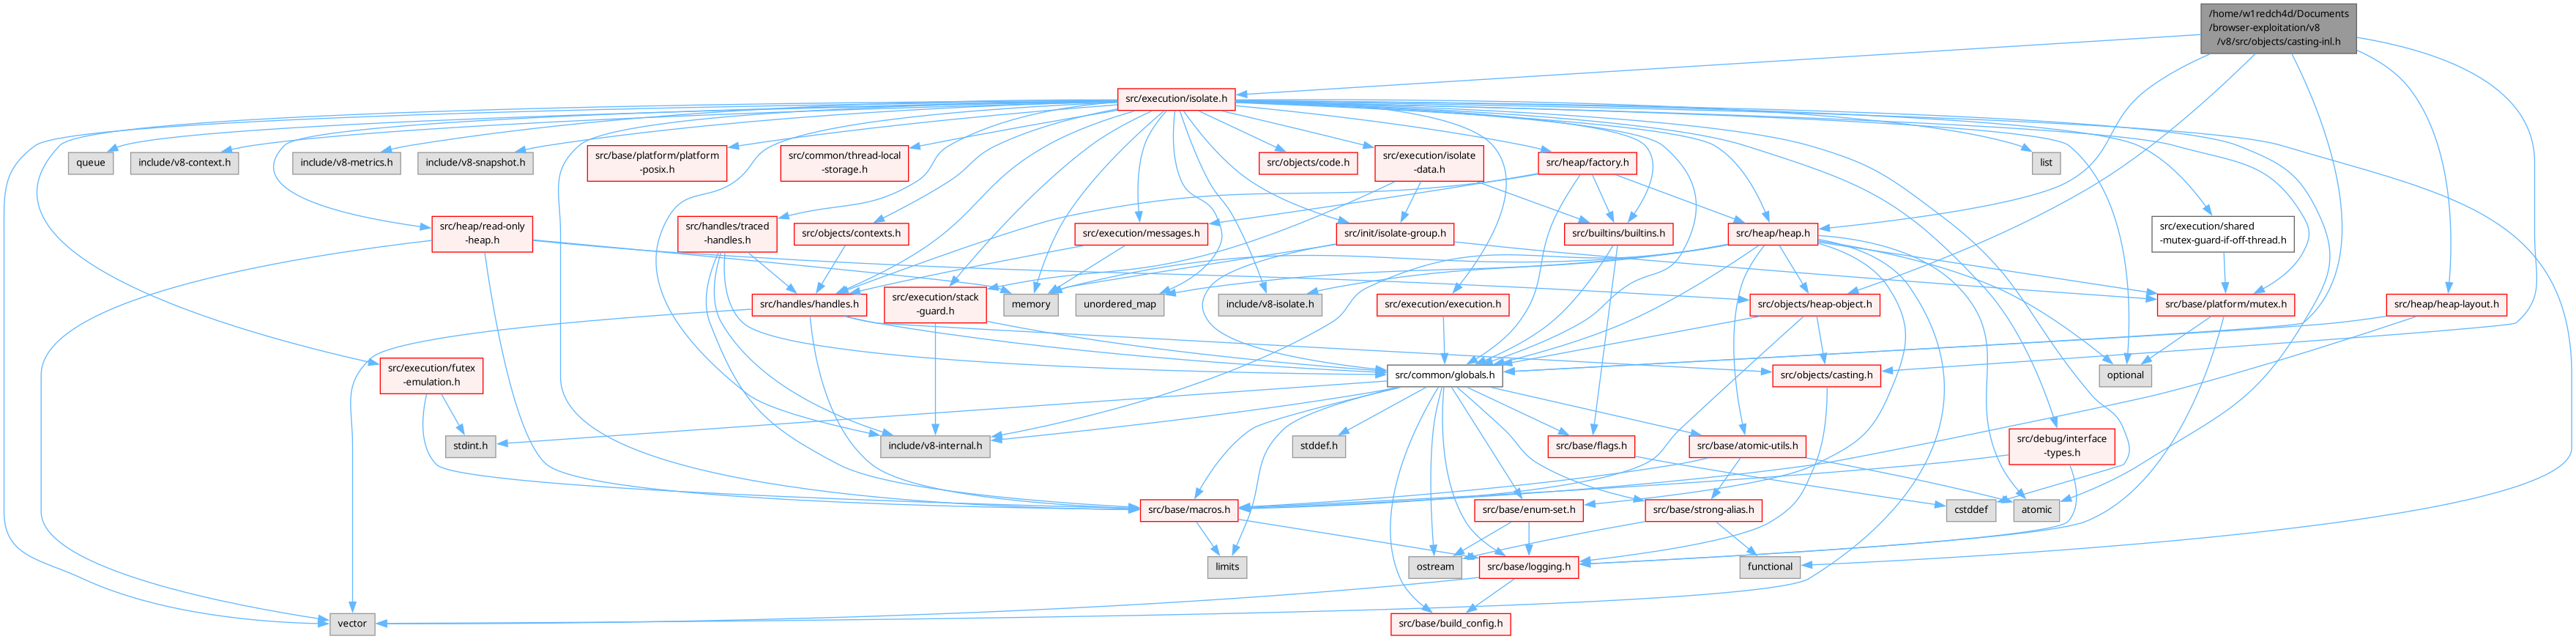 /home/w1redch4d/Documents
/browser-exploitation/v8
/v8/src/objects/casting-inl.h
src/execution/isolate.h
queue
include/v8-context.h
include/v8-metrics.h
include/v8-snapshot.h
src/base/platform/platform
-posix.h
src/common/thread-local
-storage.h
src/objects/code.h
src/execution/isolate
-data.h
src/heap/factory.h
list
src/heap/read-only
-heap.h
src/handles/traced
-handles.h
src/objects/contexts.h
src/execution/messages.h
src/init/isolate-group.h
src/builtins/builtins.h
src/heap/heap.h
src/execution/shared
-mutex-guard-if-off-thread.h
src/handles/handles.h
src/execution/stack
-guard.h
memory
unordered_map
include/v8-isolate.h
src/execution/execution.h
src/objects/heap-object.h
src/base/platform/mutex.h
src/heap/heap-layout.h
src/execution/futex
-emulation.h
src/common/globals.h
src/objects/casting.h
optional
stdint.h
include/v8-internal.h
stddef.h
src/base/flags.h
src/base/atomic-utils.h
src/debug/interface
-types.h
src/base/macros.h
src/base/enum-set.h
src/base/strong-alias.h
cstddef
atomic
limits
ostream
src/base/logging.h
functional
vector
src/base/build_config.h